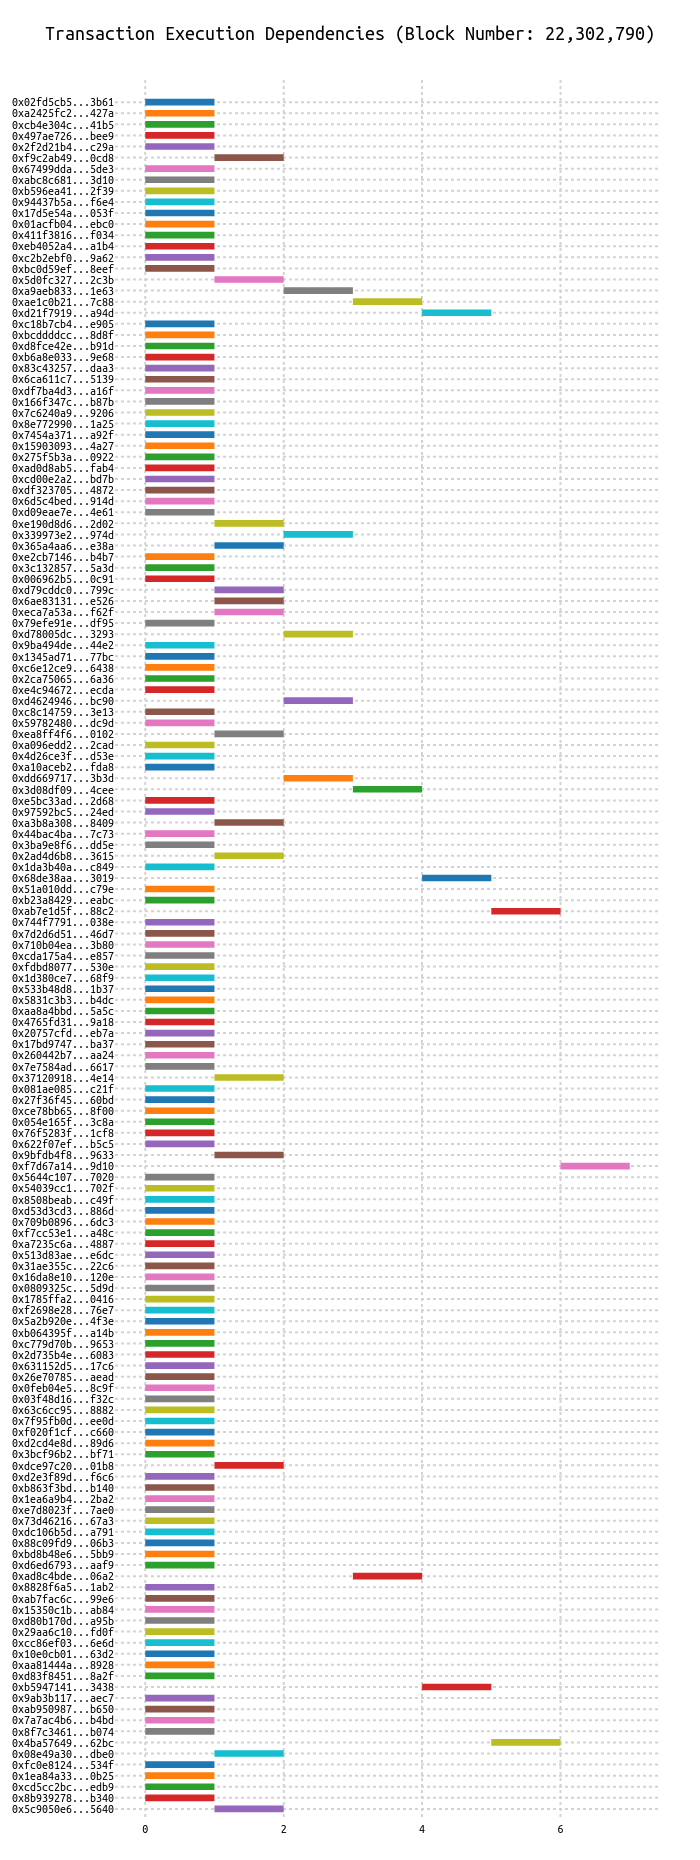 Transaction Execution Dependencies (Block Number: 22,302,790)
0x02fd5cb5...3b61
0xa2425fc2...427a
0xcb4e304c...41b5
0x497ae726...bee9
0x2f2d21b4...c29a
0xf9c2ab49...0cd8
0x67499dda...5de3
0xabc8c681...3d10
0xb596ea41...2f39
0x94437b5a...f6e4
0x17d5e54a...053f
0x01acfb04...ebc0
0x411f3816...f034
0xeb4052a4...a1b4
0xc2b2ebf0...9a62
0xbc0d59ef...8eef
0x5d0fc327...2c3b
0xa9aeb833...1e63
0xae1c0b21...7c88
0xd21f7919...a94d
0xc18b7cb4...e905
0xbcddddcc...8d8f
0xd8fce42e...b91d
0xb6a8e033...9e68
0x83c43257...daa3
0x6ca611c7...5139
0xdf7ba4d3...a16f
0x166f347c...b87b
0x7c6240a9...9206
0x8e772990...1a25
0x7454a371...a92f
0x15903093...4a27
0x275f5b3a...0922
0xad0d8ab5...fab4
0xcd00e2a2...bd7b
0xdf323705...4872
0x6d5c4bed...914d
0xd09eae7e...4e61
0xe190d8d6...2d02
0x339973e2...974d
0x365a4aa6...e38a
0xe2cb7146...b4b7
0x3c132857...5a3d
0x006962b5...0c91
0xd79cddc0...799c
0x6ae83131...e526
0xeca7a53a...f62f
0x79efe91e...df95
0xd78005dc...3293
0x9ba494de...44e2
0x1345ad71...77bc
0xc6e12ce9...6438
0x2ca75065...6a36
0xe4c94672...ecda
0xd4624946...bc90
0xc8c14759...3e13
0x59782480...dc9d
0xea8ff4f6...0102
0xa096edd2...2cad
0x4d26ce3f...d53e
0xa10aceb2...fda8
0xdd669717...3b3d
0x3d08df09...4cee
0xe5bc33ad...2d68
0x97592bc5...24ed
0xa3b8a308...8409
0x44bac4ba...7c73
0x3ba9e8f6...dd5e
0x2ad4d6b8...3615
0x1da3b40a...c849
0x68de38aa...3019
0x51a010dd...c79e
0xb23a8429...eabc
0xab7e1d5f...88c2
0x744f7791...038e
0x7d2d6d51...46d7
0x710b04ea...3b80
0xcda175a4...e857
0xfdbd8077...530e
0x1d380ce7...68f9
0x533b48d8...1b37
0x5831c3b3...b4dc
0xaa8a4bbd...5a5c
0x4765fd31...9a18
0x20757cfd...eb7a
0x17bd9747...ba37
0x260442b7...aa24
0x7e7584ad...6617
0x37120918...4e14
0x081ae085...c21f
0x27f36f45...60bd
0xce78bb65...8f00
0x054e165f...3c8a
0x76f5283f...1cf8
0x622f07ef...b5c5
0x9bfdb4f8...9633
0xf7d67a14...9d10
0x5644c107...7020
0x54039cc1...702f
0x8508beab...c49f
0xd53d3cd3...886d
0x709b0896...6dc3
0xf7cc53e1...a48c
0xa7235c6a...4887
0x513d83ae...e6dc
0x31ae355c...22c6
0x16da8e10...120e
0x0809325c...5d9d
0x1785ffa2...0416
0xf2698e28...76e7
0x5a2b920e...4f3e
0xb064395f...a14b
0xc779d70b...9653
0x2d735b4e...6083
0x631152d5...17c6
0x26e70785...aead
0x0feb04e5...8c9f
0x03f48d16...f32c
0x63c6cc95...8882
0x7f95fb0d...ee0d
0xf020f1cf...c660
0xd2cd4e8d...89d6
0x3bcf96b2...bf71
0xdce97c20...01b8
0xd2e3f89d...f6c6
0xb863f3bd...b140
0x1ea6a9b4...2ba2
0xe7d8023f...7ae0
0x73d46216...67a3
0xdc106b5d...a791
0x88c09fd9...06b3
0xbd8b48e6...5bb9
0xd6ed6793...aaf9
0xad8c4bde...06a2
0x8828f6a5...1ab2
0xab7fac6c...99e6
0x15350c1b...ab84
0xd80b170d...a95b
0x29aa6c10...fd0f
0xcc86ef03...6e6d
0x10e0cb01...63d2
0xaa81444a...8928
0xd83f8451...8a2f
0xb5947141...3438
0x9ab3b117...aec7
0xab950987...b650
0x7a7ac4b6...b4bd
0x8f7c3461...b074
0x4ba57649...62bc
0x08e49a30...dbe0
0xfc0e8124...534f
0x1ea84a33...0b25
0xcd5cc2bc...edb9
0x8b939278...b340
0x5c9050e6...5640
0 2 4 6